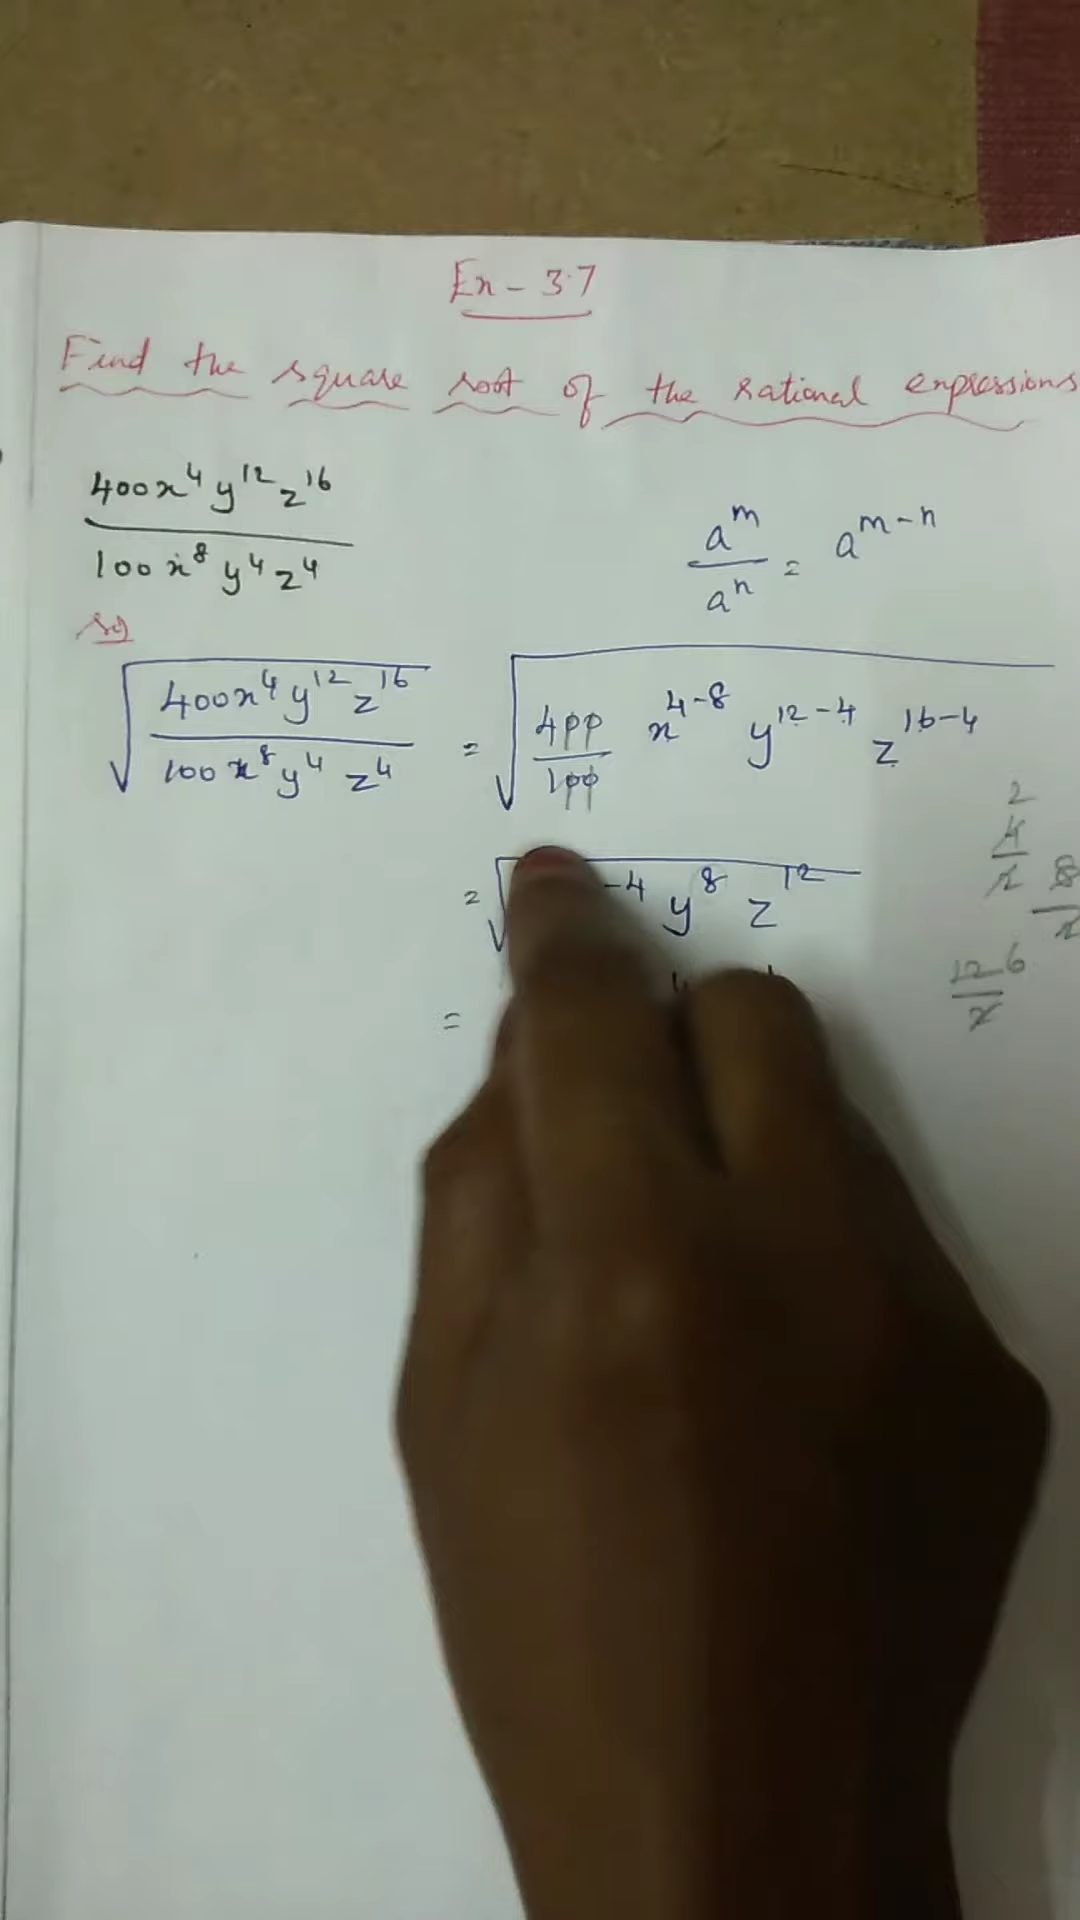 Ex - 3.7
Find the square root of the rational expressions
400x⁴y¹²z¹⁶
100x⁸y⁴z⁴
aᵐ/aⁿ = aᵐ⁻ⁿ
√(400x⁴y¹²z¹⁶ / 100x⁸y⁴z⁴) = √(400/100 x⁴⁻⁸ y¹²⁻⁴ z¹⁶⁻⁴)
= √ ⁻⁴ y⁸ z¹²
=
2
4/2
8/2
12/2 6